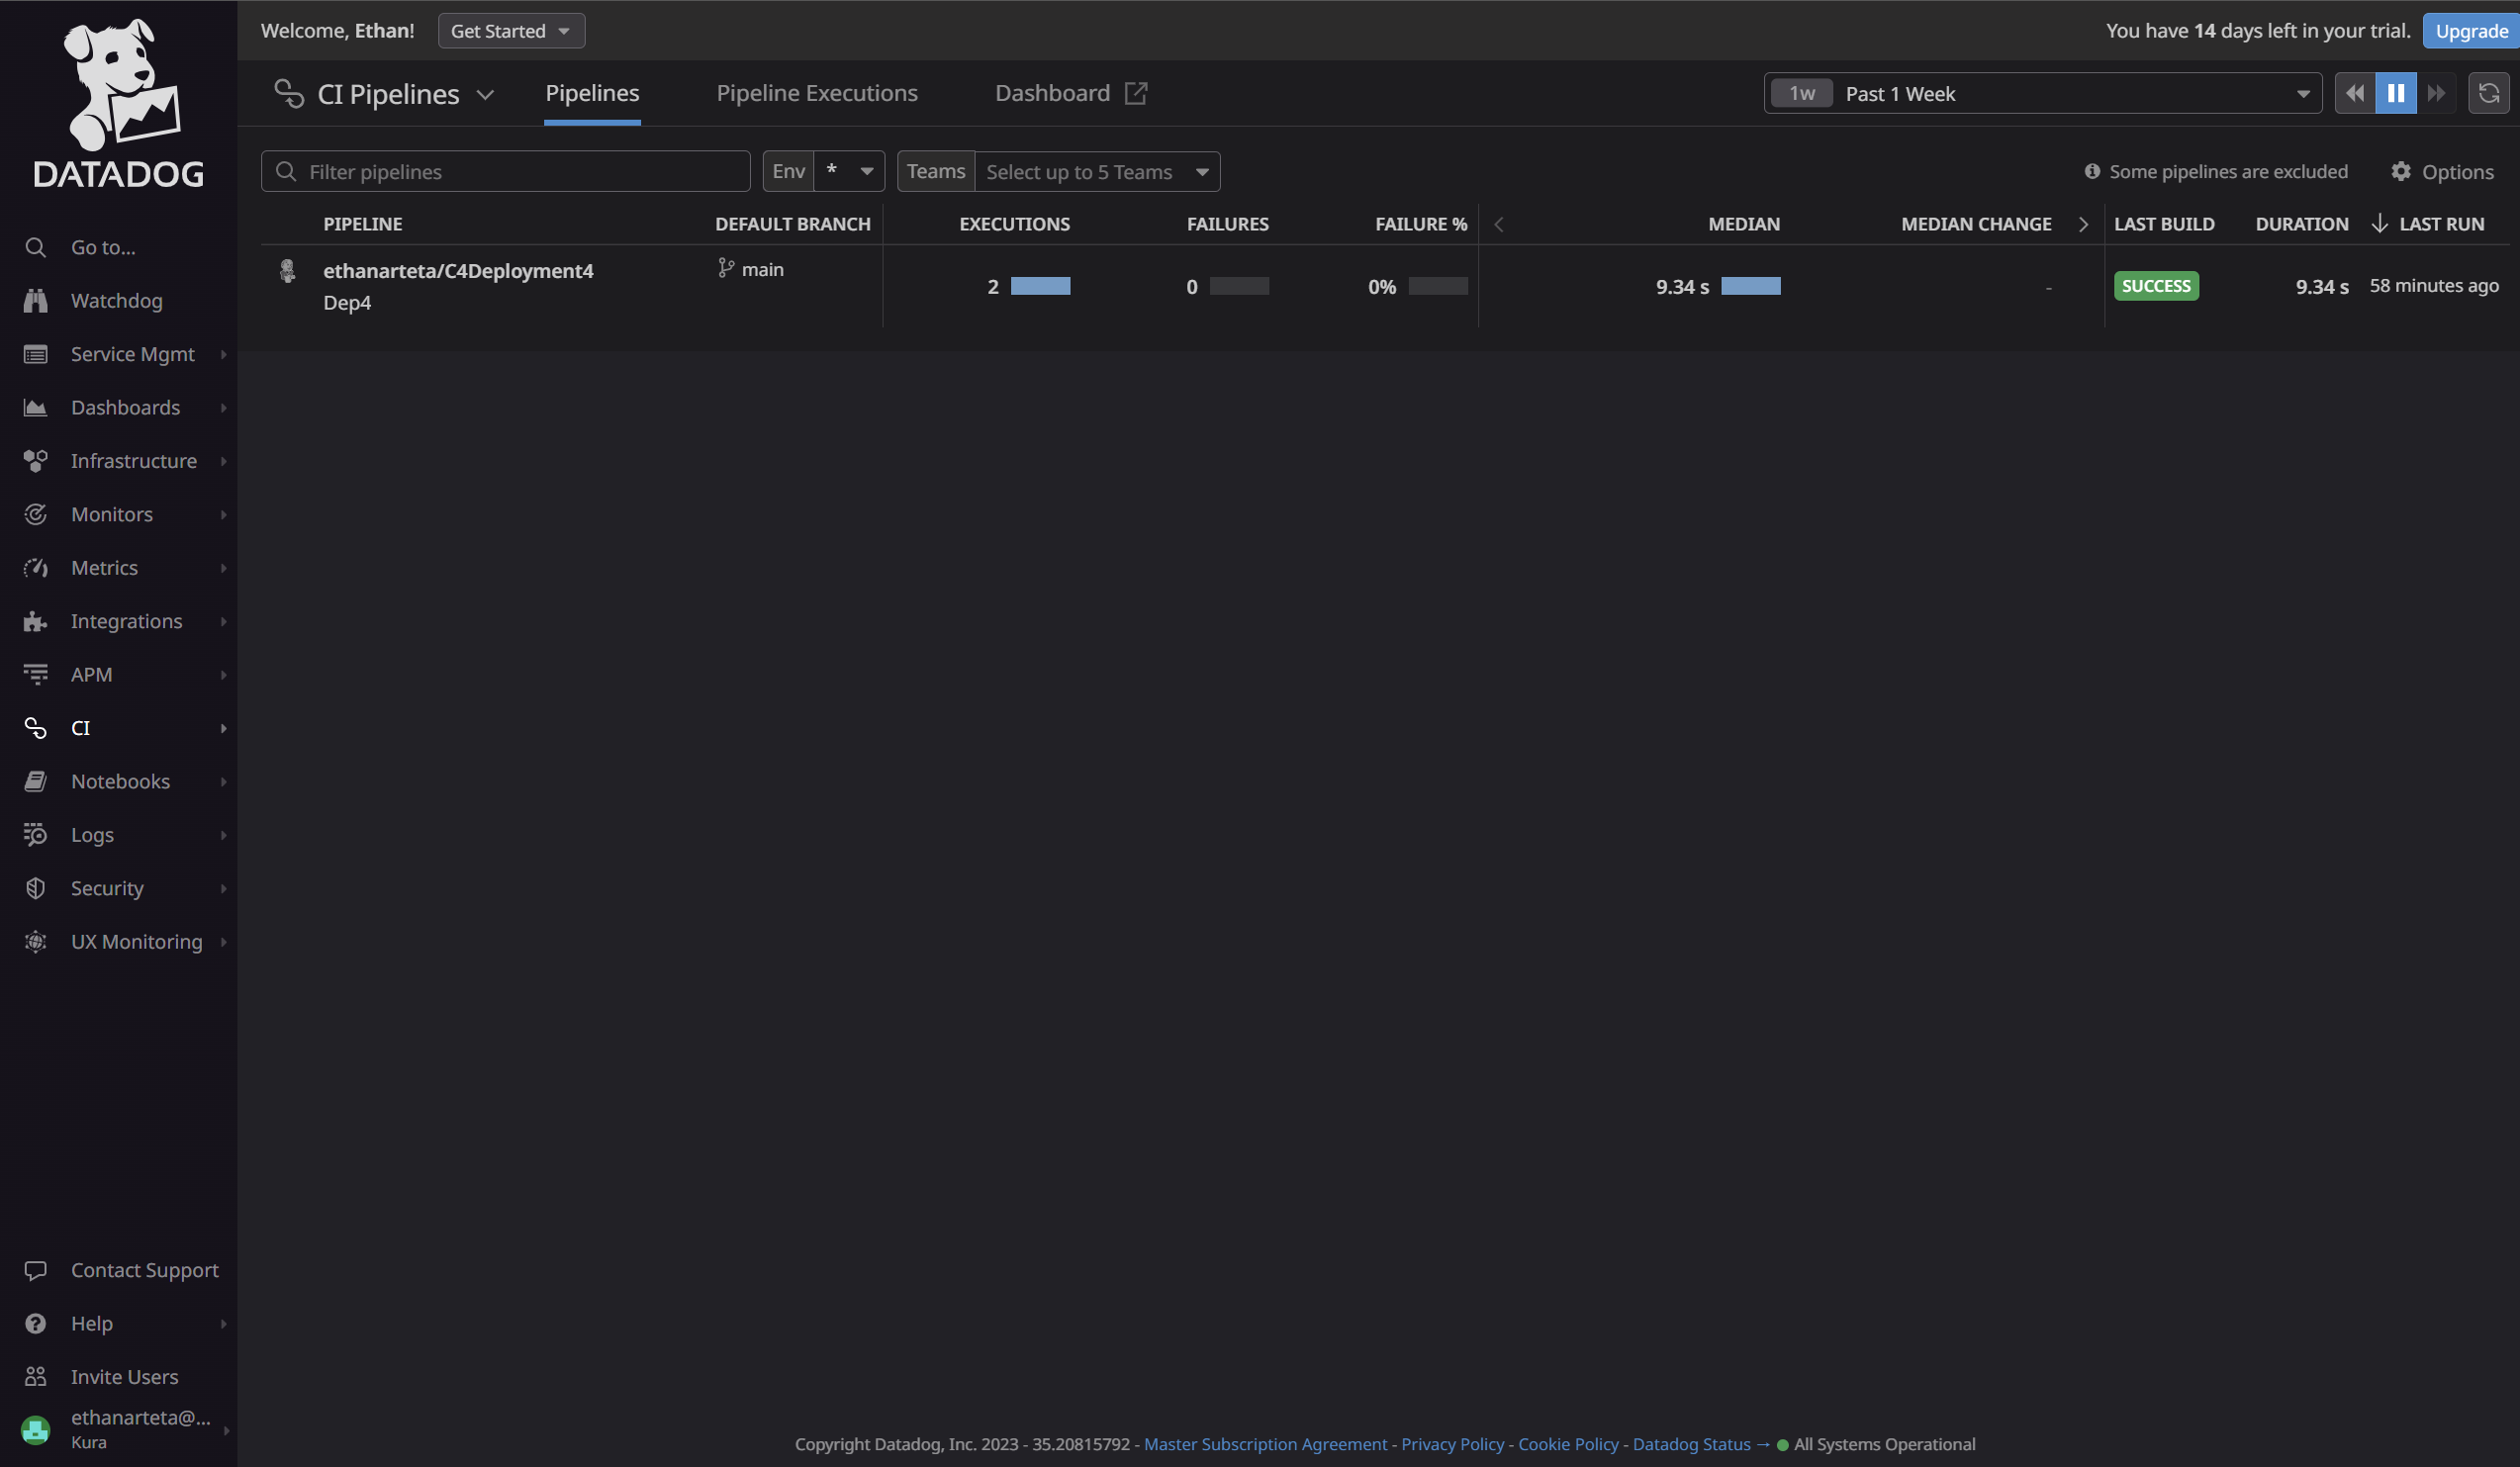 DATADOG
Go to...
Watchdog
Service Mgmt
Dashboards
Infrastructure
Monitors
Metrics
Integrations
APM
CI
Notebooks
Logs
Security
UX Monitoring
Contact Support
Help
Invite Users
ethanarteta@...
Kura
Welcome, Ethan! Get Started You have 14 days left in your trial. Upgrade
CI Pipelines Pipelines Pipeline Executions Dashboard 1w Past 1 Week
Filter pipelines Env * Teams Select up to 5 Teams Some pipelines are excluded Options
PIPELINE DEFAULT BRANCH EXECUTIONS FAILURES FAILURE % MEDIAN MEDIAN CHANGE LAST BUILD DURATION LAST RUN
ethanarteta/C4Deployment4 main 2 0 0% 9.34 s - SUCCESS 9.34 s 58 minutes ago
Dep4
Copyright Datadog, Inc. 2023 - 35.20815792 - Master Subscription Agreement - Privacy Policy - Cookie Policy - Datadog Status → All Systems Operational